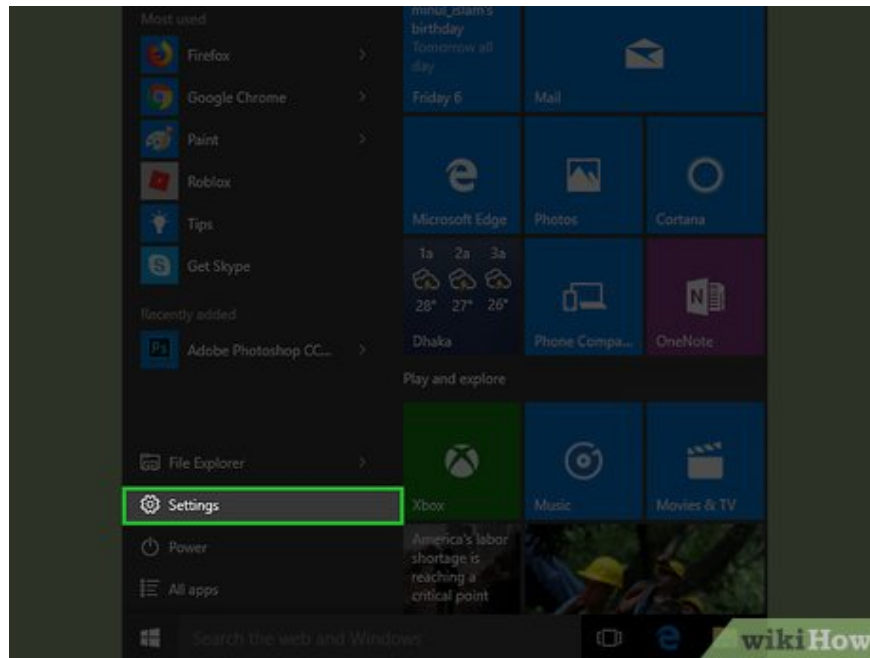 Most used
Firefox
Google Chrome
Paint
Roblox
Tips
Get Skype
Recently added
Adobe Photoshop CC...
File Explorer
Settings
Power
All apps
Search the web and Windows
minul_islam's
birthday
Tomorrow all
day
Friday 6
Mail
Microsoft Edge
Photos
Cortana
1a 2a 3a
28° 27° 26°
Dhaka
Phone Compa...
OneNote
Play and explore
Xbox
Music
Movies & TV
America's labor
shortage is
reaching a
critical point
wikiHow